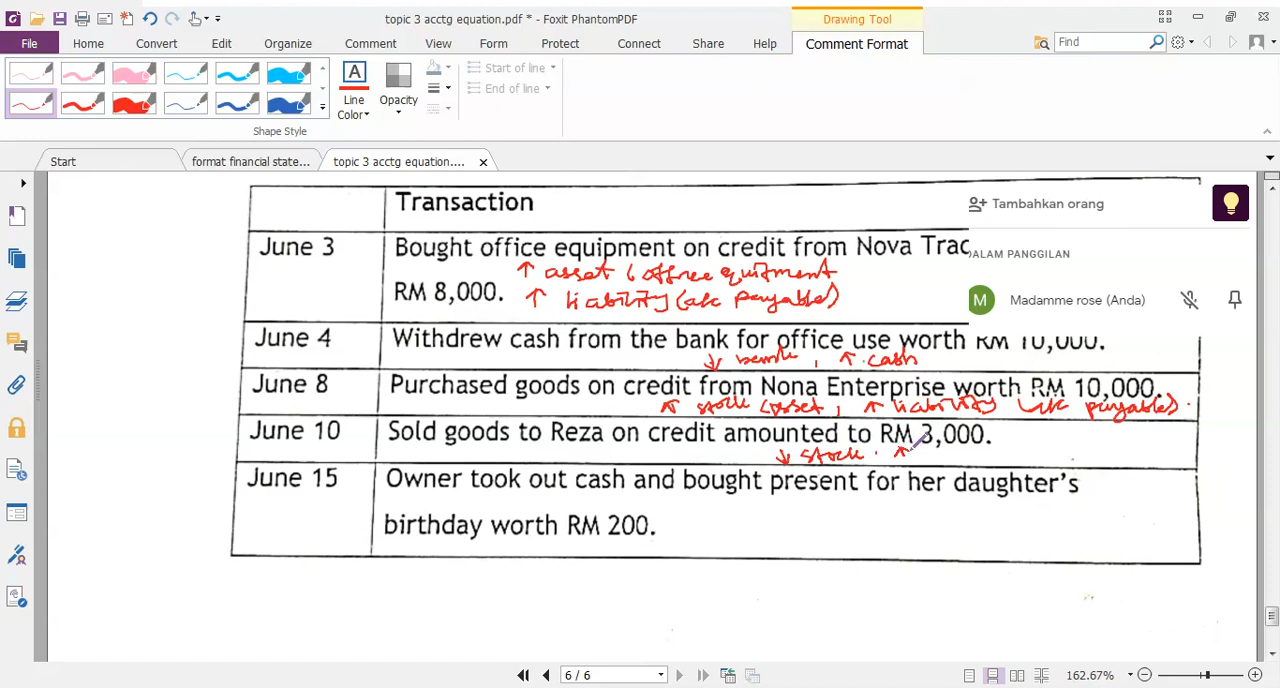 topic 3 acctg equation.pdf * - Foxit PhantomPDF
Drawing Tool
File Home Convert Edit Organize Comment View Form Protect Connect Share Help Comment Format
Find
Line Color
Opacity
Start of line
End of line
Shape Style
Start
format financial state...
topic 3 acctg equation....
Transaction
Tambahkan orang
June 3
Bought office equipment on credit from Nova Trad
DALAM PANGGILAN
↑ asset
RM 8,000.
↑ liability (a/c payable)
M
Madamme rose (Anda)
June 4
Withdrew cash from the bank for office use worth RM 10,000.
↓ bank, ↑ cash
June 8
Purchased goods on credit from Nona Enterprise worth RM 10,000.
↑ stock (asset, ↑ liability (a/c payable).
June 10
Sold goods to Reza on credit amounted to RM 3,000.
↓ stock. ↑
June 15
Owner took out cash and bought present for her daughter's
birthday worth RM 200.
6 / 6
162.67%